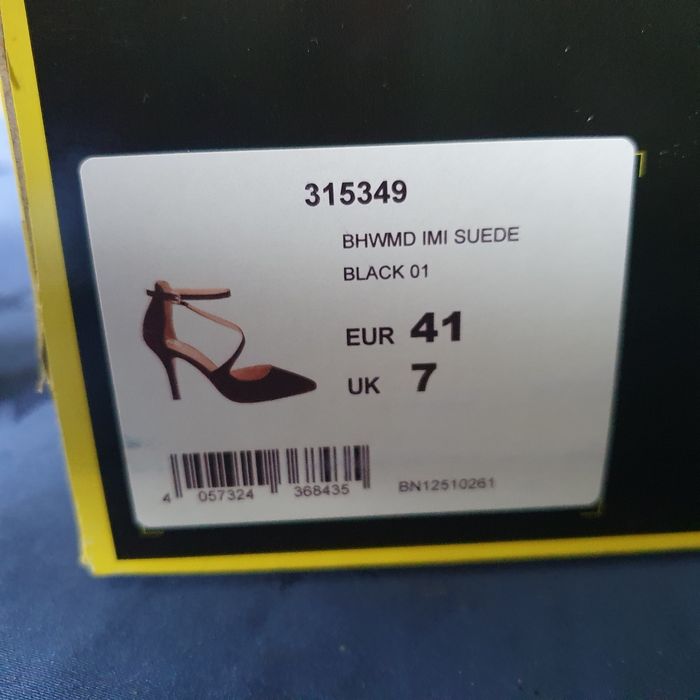 315349
BHWMD IMI SUEDE
BLACK 01
EUR 41
UK 7
4 057324 368435
BN12510261